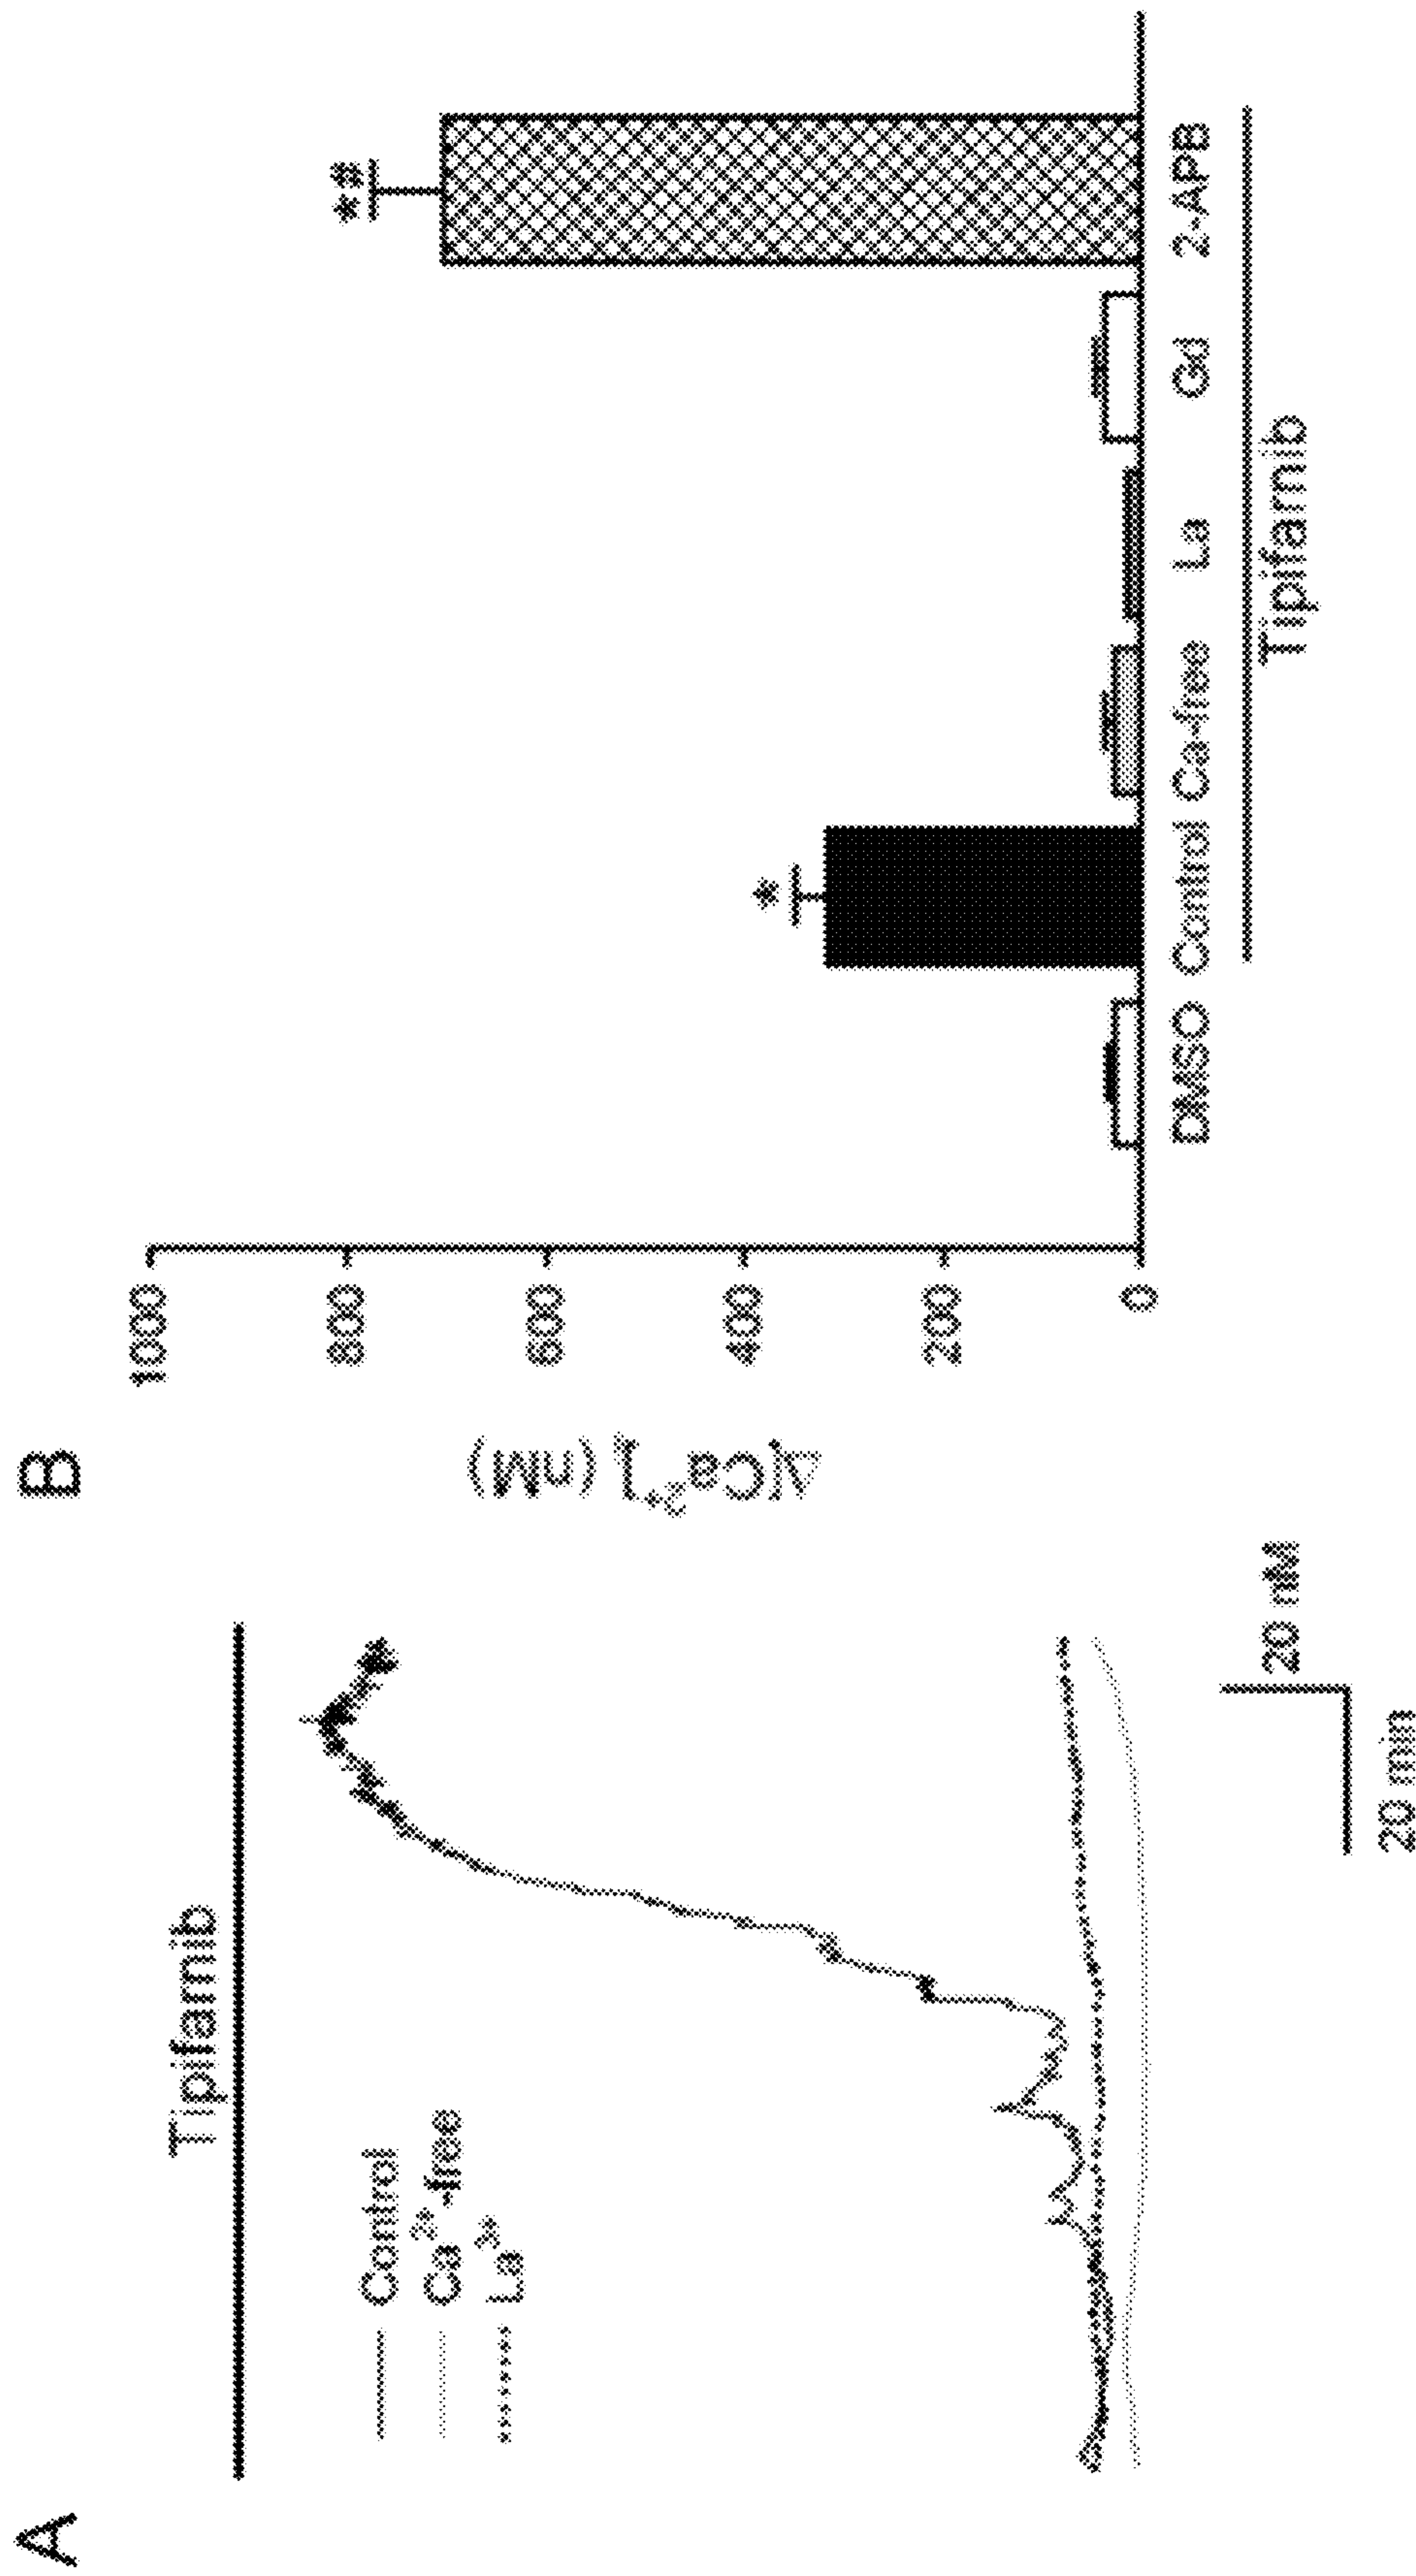 A
Tipifarnib
Control
Ca²⁺-free
La³⁺
20 nM
20 min
B
Δ[Ca²⁺]ᵢ (nM)
1000
800
600
400
200
0
* #
*
DMSO Control Ca-free La Gd 2-APB
Tipifarnib